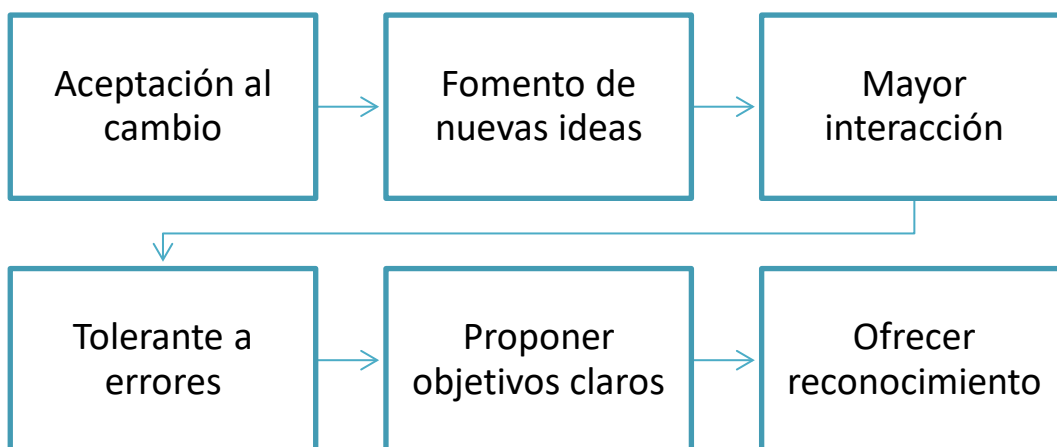 Aceptación al
cambio
Fomento de
nuevas ideas
Mayor
interacción
Tolerante a
errores
Proponer
objetivos claros
Ofrecer
reconocimiento